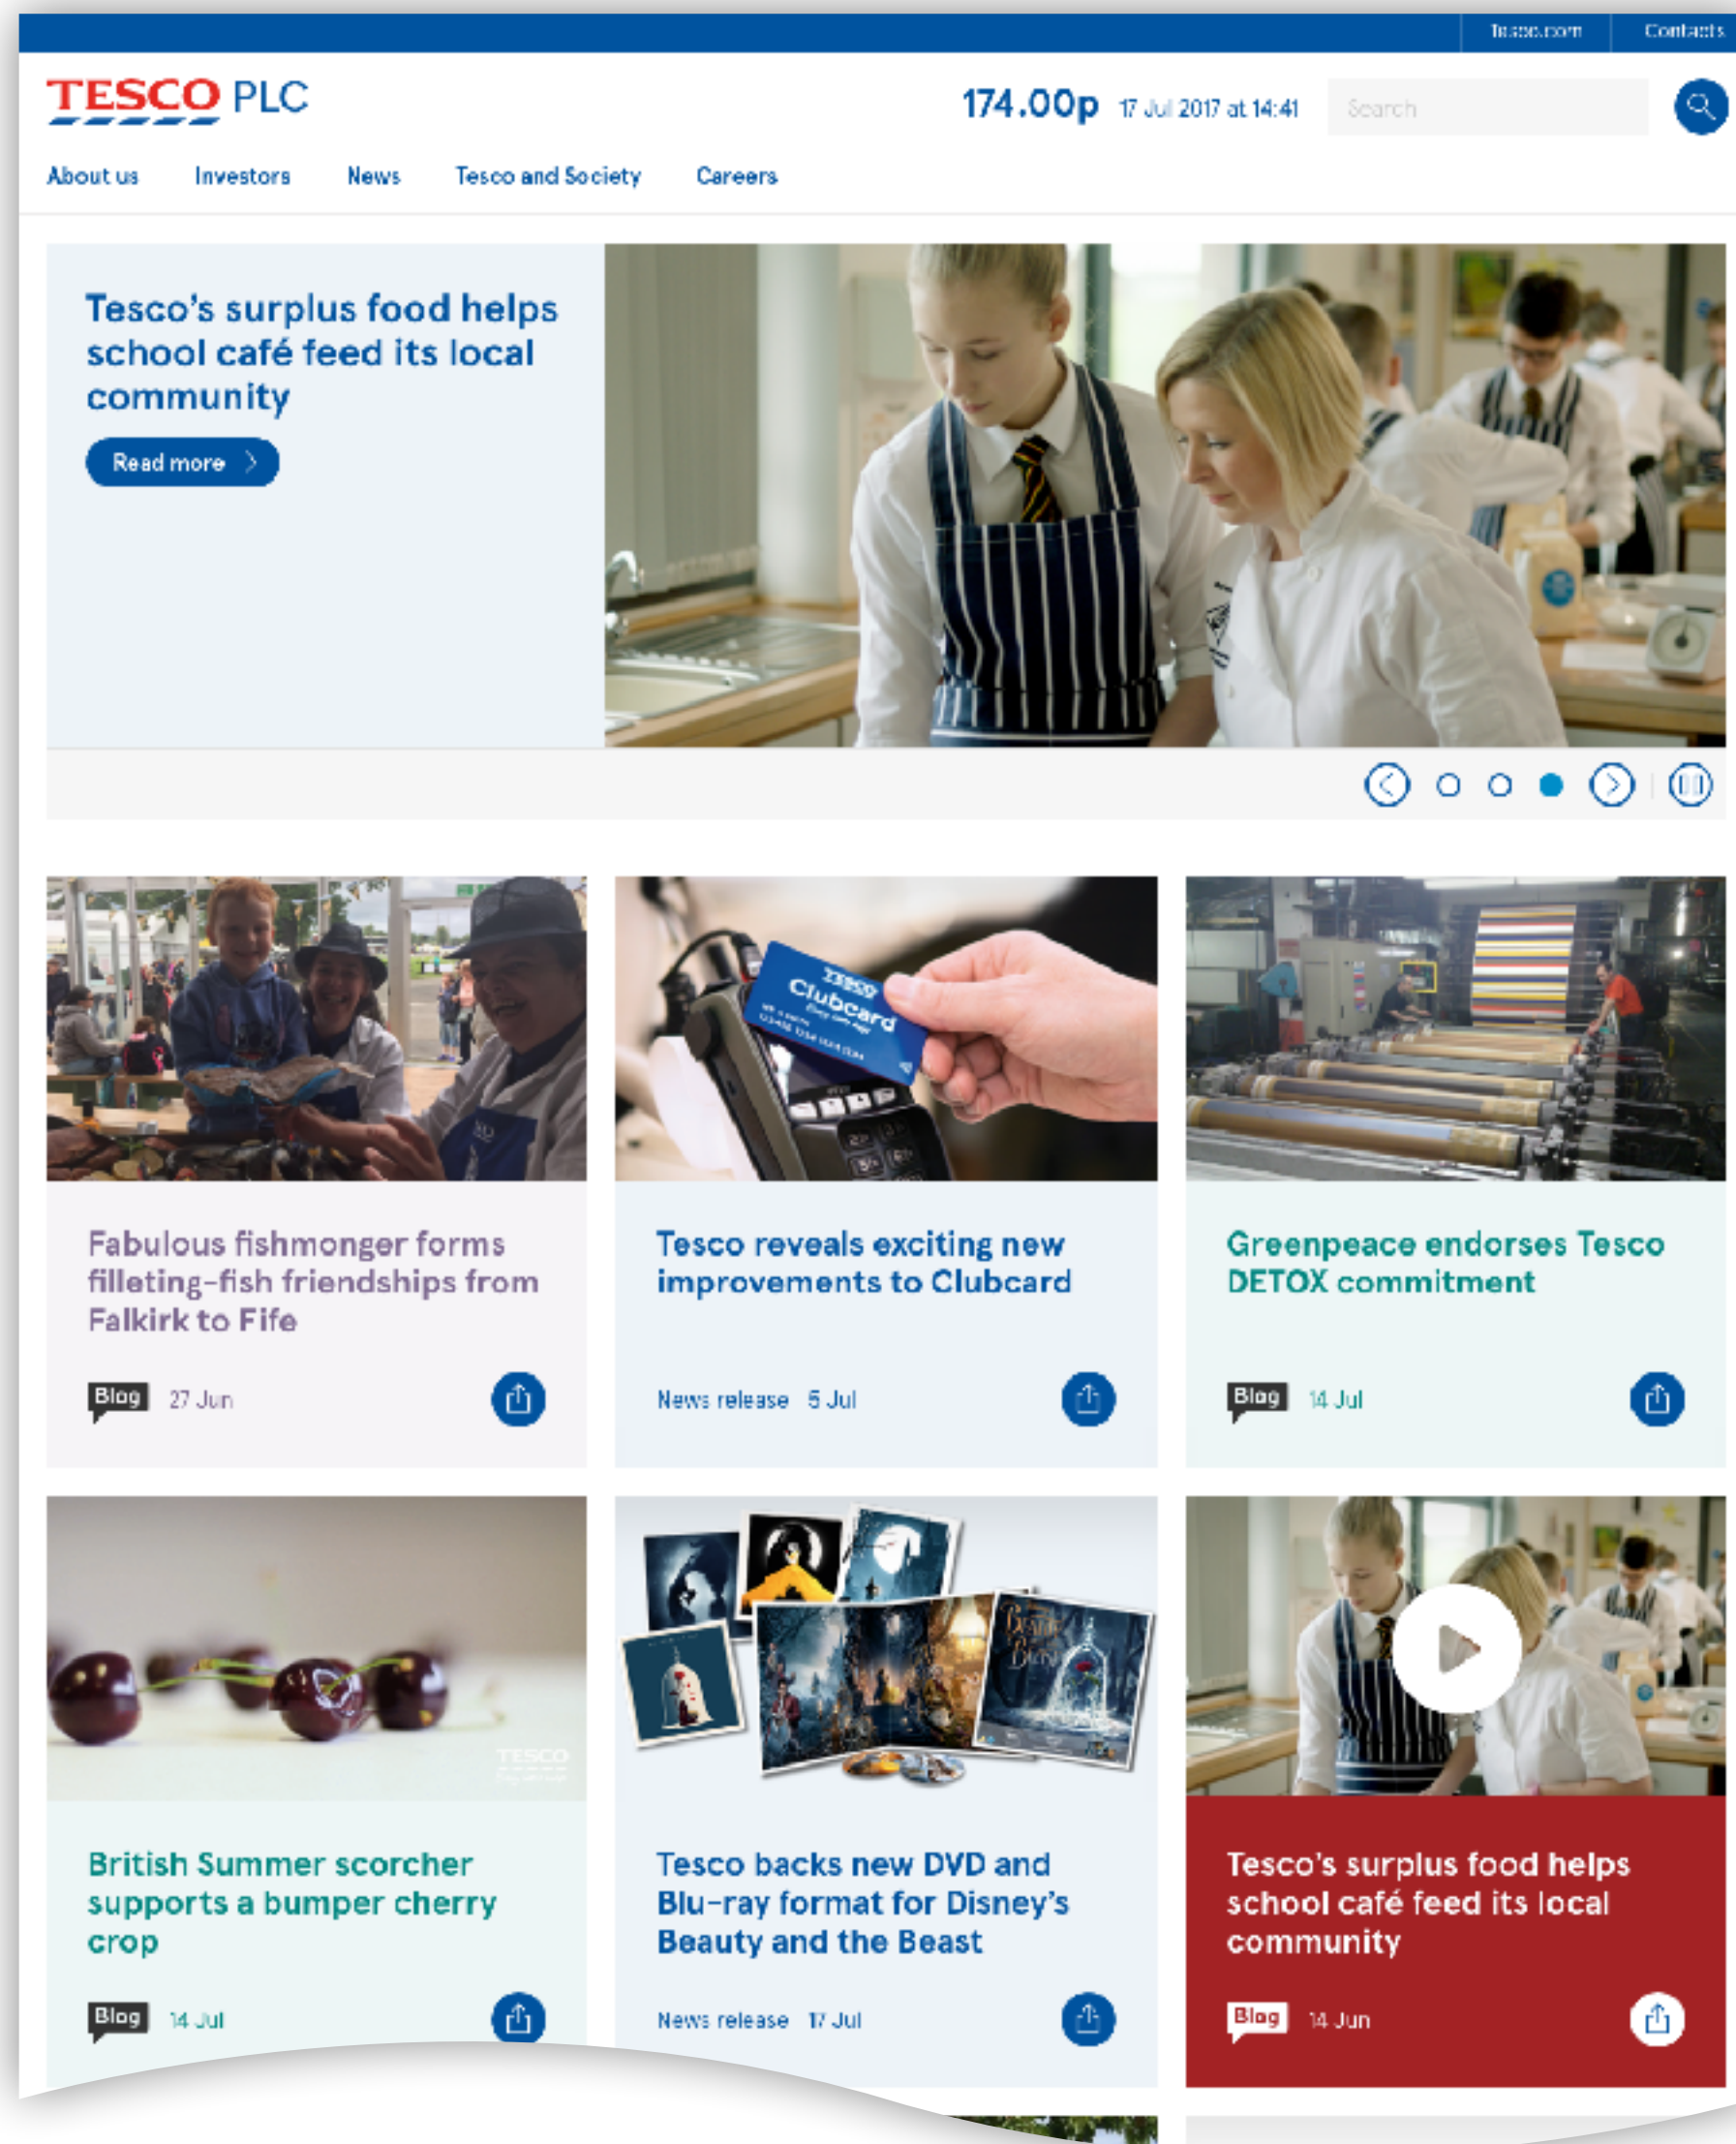 Tesco.com
Contacts
TESCO PLC
174.00p 17 Jul 2017 at 14:41
Search
About us
Investors
News
Tesco and Society
Careers
Tesco's surplus food helps
school café feed its local
community
Read more
TESCO
Clubcard
Fabulous fishmonger forms
filleting-fish friendships from
Falkirk to Fife
Blog 27 Jun
Tesco reveals exciting new
improvements to Clubcard
News release 5 Jul
Greenpeace endorses Tesco
DETOX commitment
Blog 14 Jul
TESCO
Beauty
Beast
British Summer scorcher
supports a bumper cherry
crop
Blog 14 Jul
Tesco backs new DVD and
Blu-ray format for Disney's
Beauty and the Beast
News release 17 Jul
Tesco's surplus food helps
school café feed its local
community
Blog 14 Jun